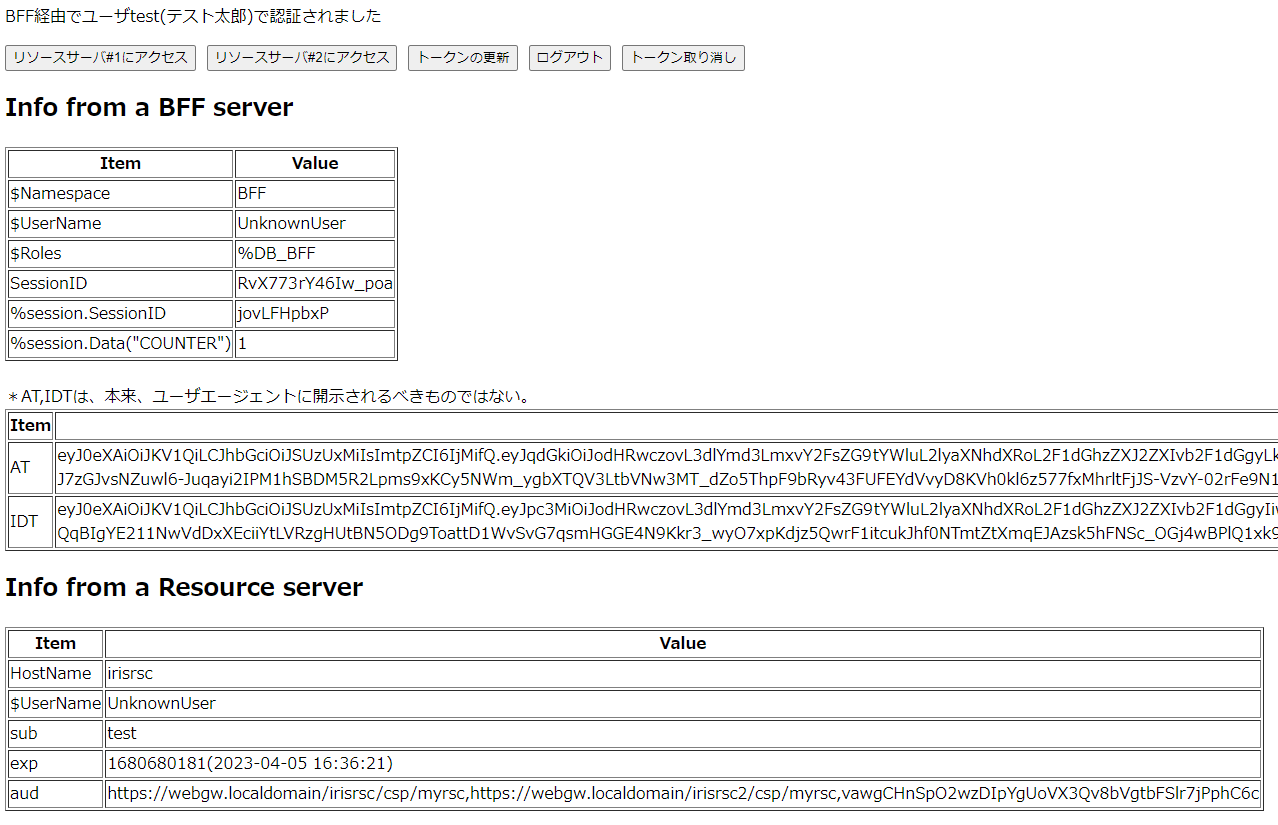 BFF経由でユーザtest(テスト太郎)で認証されました
リソースサーバ#1にアクセス リソースサーバ#2にアクセス トークンの更新 ログアウト トークン取り消し
Info from a BFF server
Item Value
$Namespace BFF
$UserName UnknownUser
$Roles %DB_BFF
SessionID RvX773rY46Iw_poa
%session.SessionID jovLFHpbxP
%session.Data("COUNTER") 1
＊AT,IDTは、本来、ユーザエージェントに開示されるべきものではない。
Item
AT eyJ0eXAiOiJKV1QiLCJhbGciOiJSUzUxMiIsImtpZCI6IjMifQ.eyJqdGkiOiJodHRwczovL3dlYmd3LmxvY2FsZG9tYWluL2lyaXNhdXRoL2F1dGhzZXJ2ZXIvb2F1dGgyLk
J7zGJvsNZuwl6-Juqayi2IPM1hSBDM5R2Lpms9xKCy5NWm_ygbXTQV3LtbVNw3MT_dZo5ThpF9bRyv43FUFEYdVvyD8KVh0kl6z577fxMhrltFjJS-VzvY-02rFe9N1
IDT eyJ0eXAiOiJKV1QiLCJhbGciOiJSUzUxMiIsImtpZCI6IjMifQ.eyJpc3MiOiJodHRwczovL3dlYmd3LmxvY2FsZG9tYWluL2lyaXNhdXRoL2F1dGhzZXJ2ZXIvb2F1dGgyIiw
QqBIgYE211NwVdDxXEciiYtLVRzgHUtBN5ODg9ToattD1WvSvG7qsmHGGE4N9Kkr3_wyO7xpKdjz5QwrF1itcukJhf0NTmtZtXmqEJAzsk5hFNSc_OGj4wBPlQ1xk9
Info from a Resource server
Item Value
HostName irisrsc
$UserName UnknownUser
sub test
exp 1680680181(2023-04-05 16:36:21)
aud https://webgw.localdomain/irisrsc/csp/myrsc,https://webgw.localdomain/irisrsc2/csp/myrsc,vawgCHnSpO2wzDIpYgUoVX3Qv8bVgtbFSlr7jPphC6c